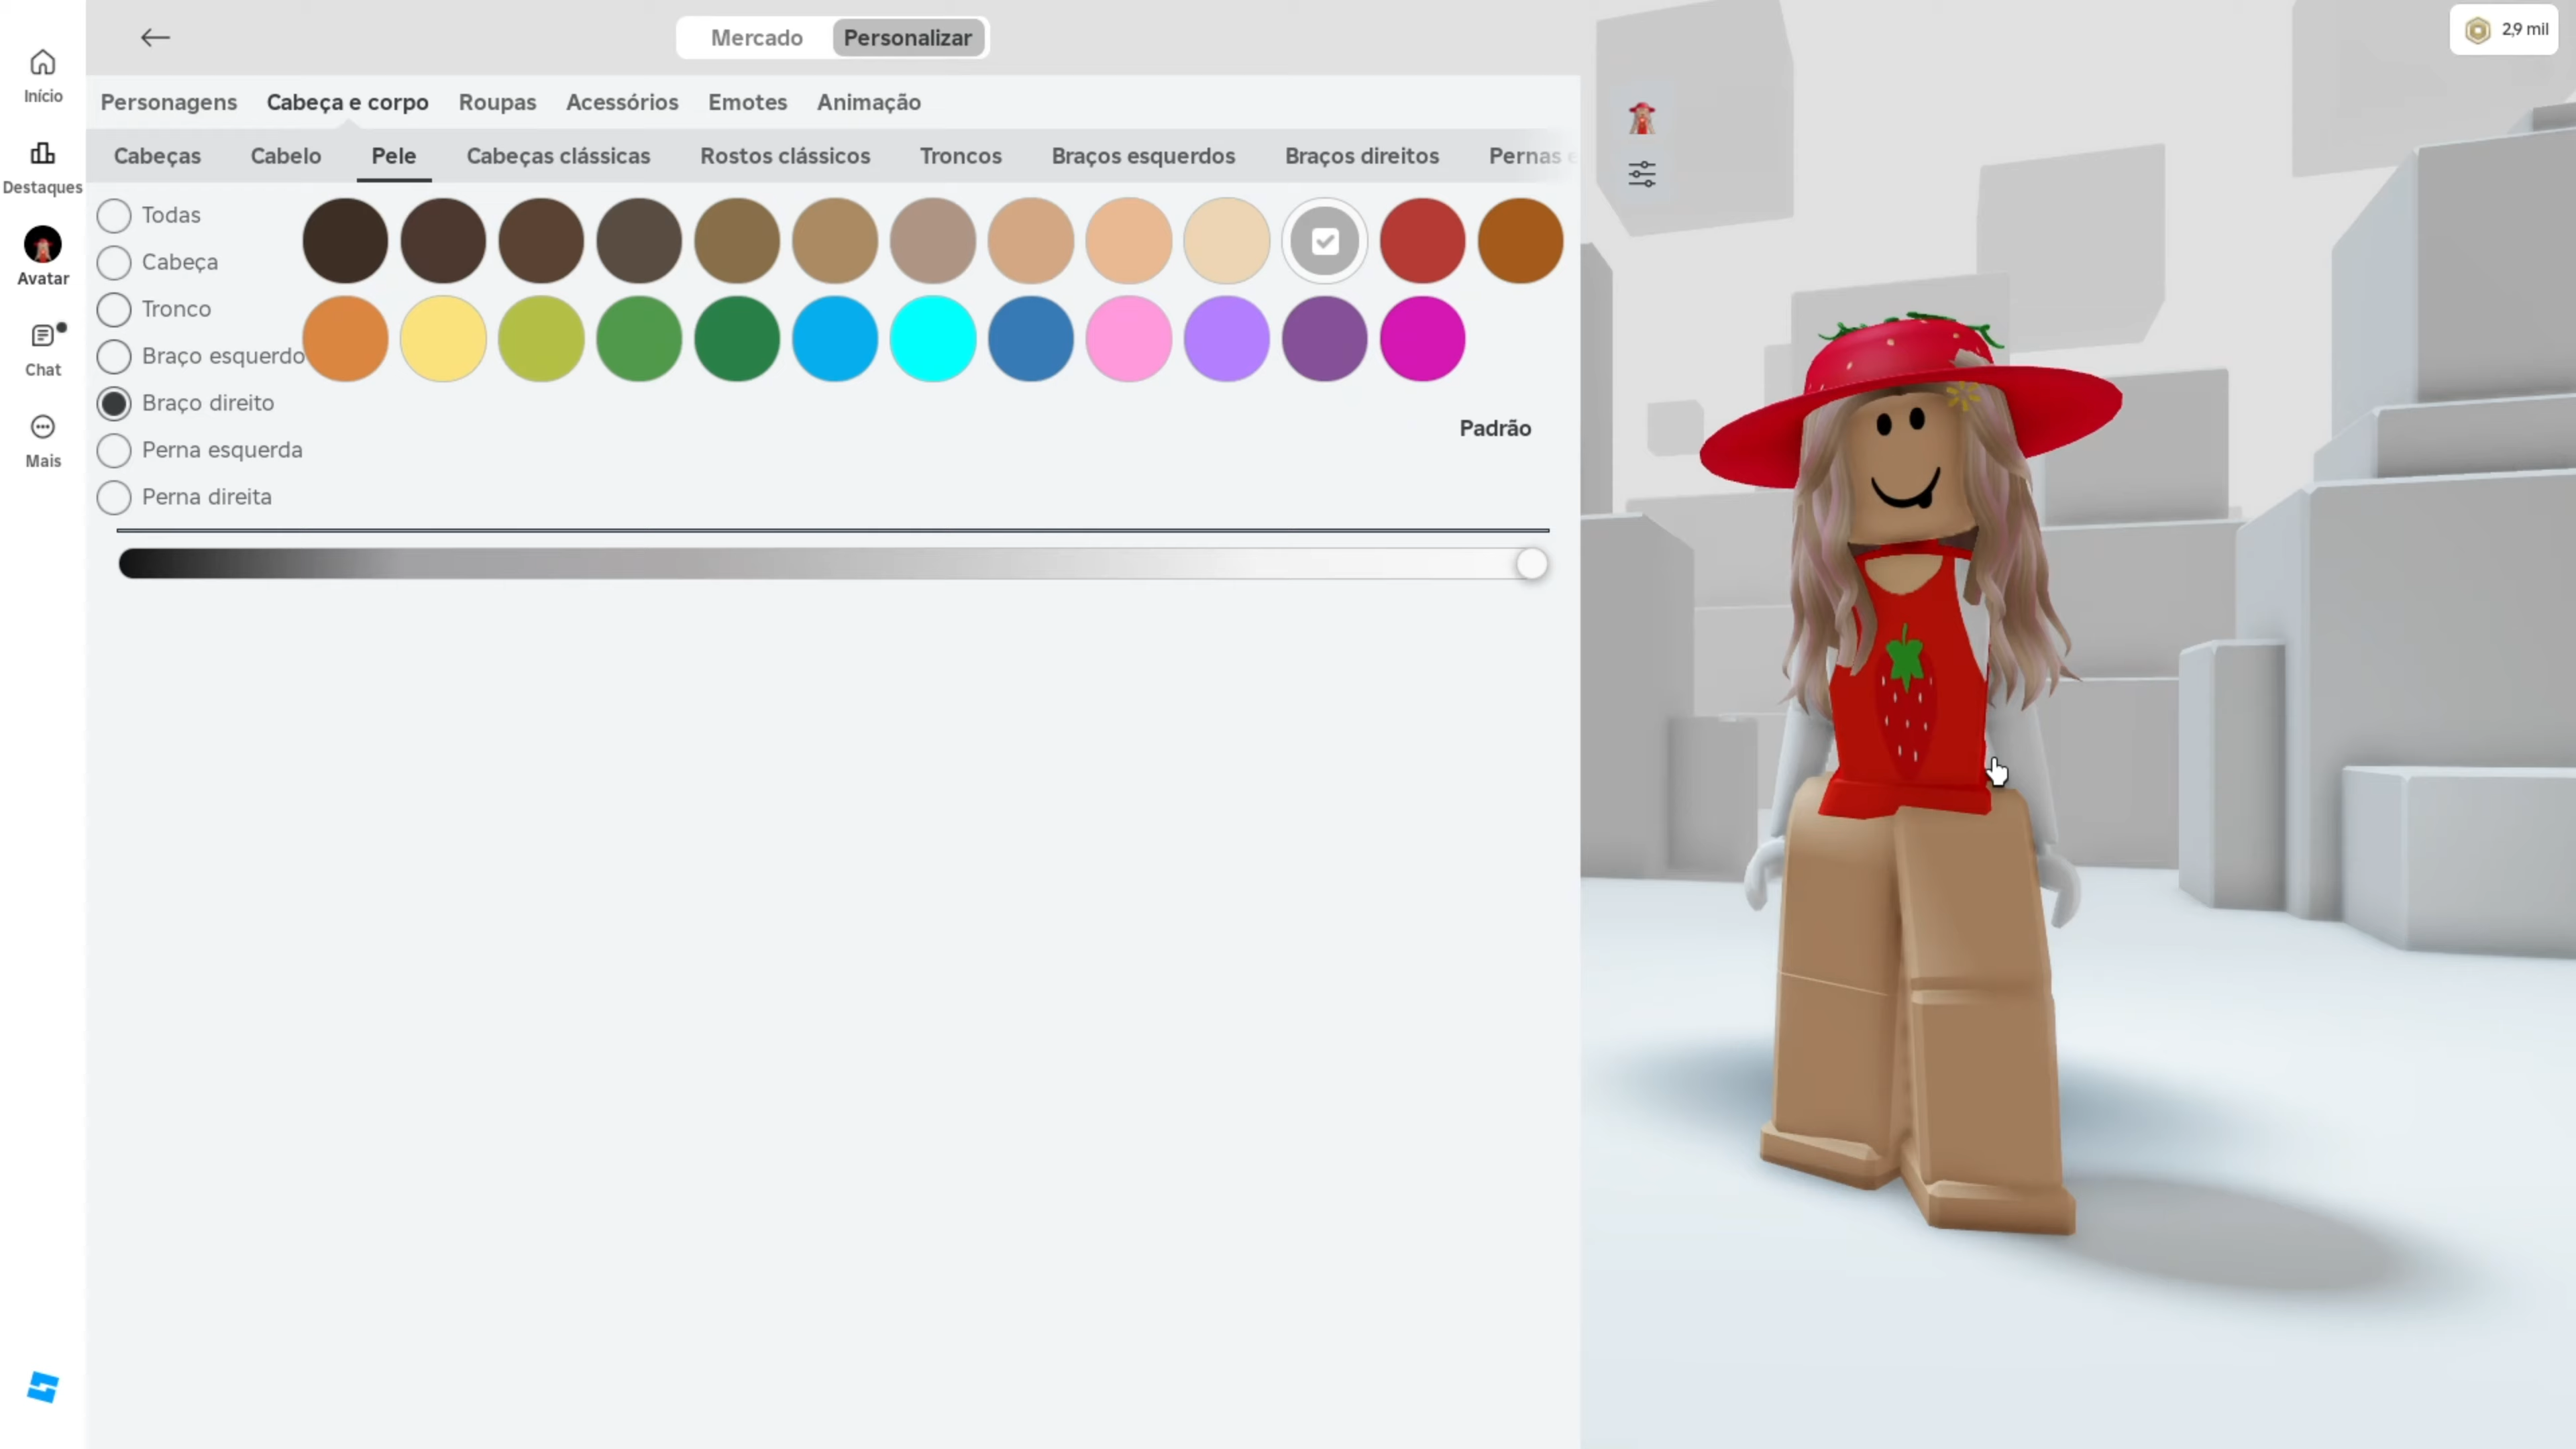 Mercado Personalizar
2,9 mil
Início
Destaques
Avatar
Chat
Mais
Personagens Cabeça e corpo Roupas Acessórios Emotes Animação
Cabeças Cabelo Pele Cabeças clássicas Rostos clássicos Troncos Braços esquerdos Braços direitos Pernas e
Todas
Cabeça
Tronco
Braço esquerdo
Braço direito
Perna esquerda
Perna direita
Padrão